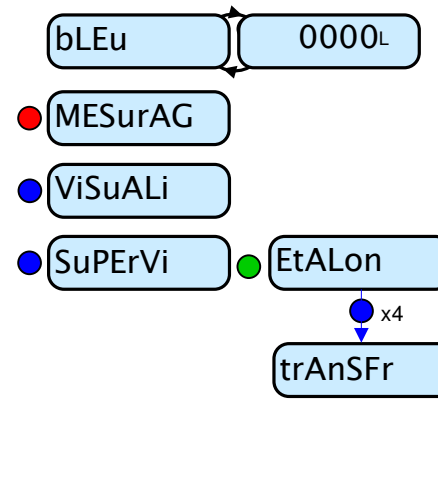 bLEu 0000L
MESurAG
ViSuALi
SuPErVi EtALon
x4
trAnSFr